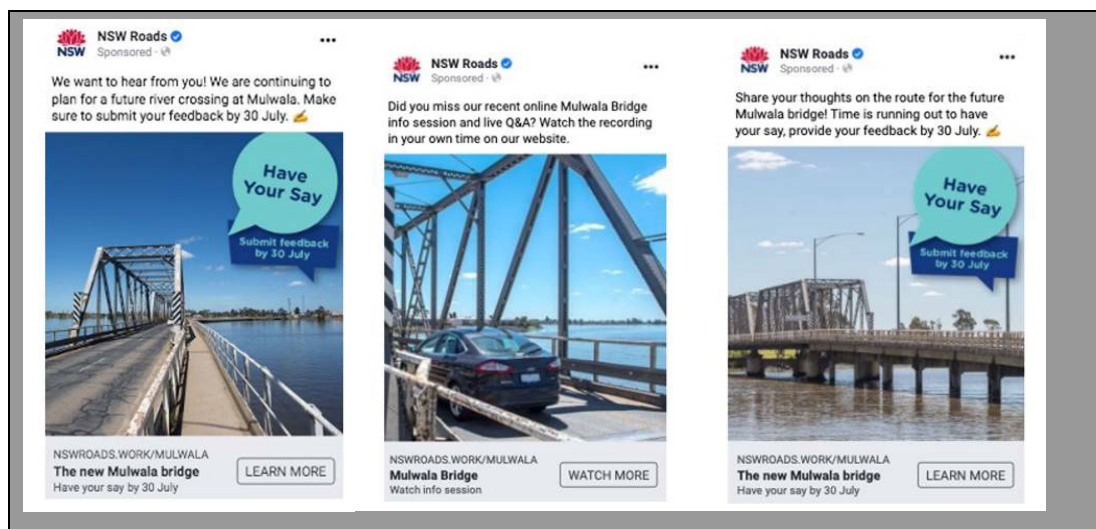 NSW Roads
Sponsored ·
NSW
We want to hear from you! We are continuing to
plan for a future river crossing at Mulwala. Make
sure to submit your feedback by 30 July. ✍️
Have
Your Say
Submit feedback
by 30 July
NSWROADS.WORK/MULWALA
The new Mulwala bridge
Have your say by 30 July
LEARN MORE
NSW Roads
Sponsored ·
NSW
Did you miss our recent online Mulwala Bridge
info session and live Q&A? Watch the recording
in your own time on our website.
NSWROADS.WORK/MULWALA
Mulwala Bridge
Watch info session
WATCH MORE
NSW Roads
Sponsored ·
NSW
Share your thoughts on the route for the future
Mulwala bridge! Time is running out to have
your say, provide your feedback by 30 July. ✍️
Have
Your Say
Submit feedback
by 30 July
NSWROADS.WORK/MULWALA
The new Mulwala bridge
Have your say by 30 July
LEARN MORE